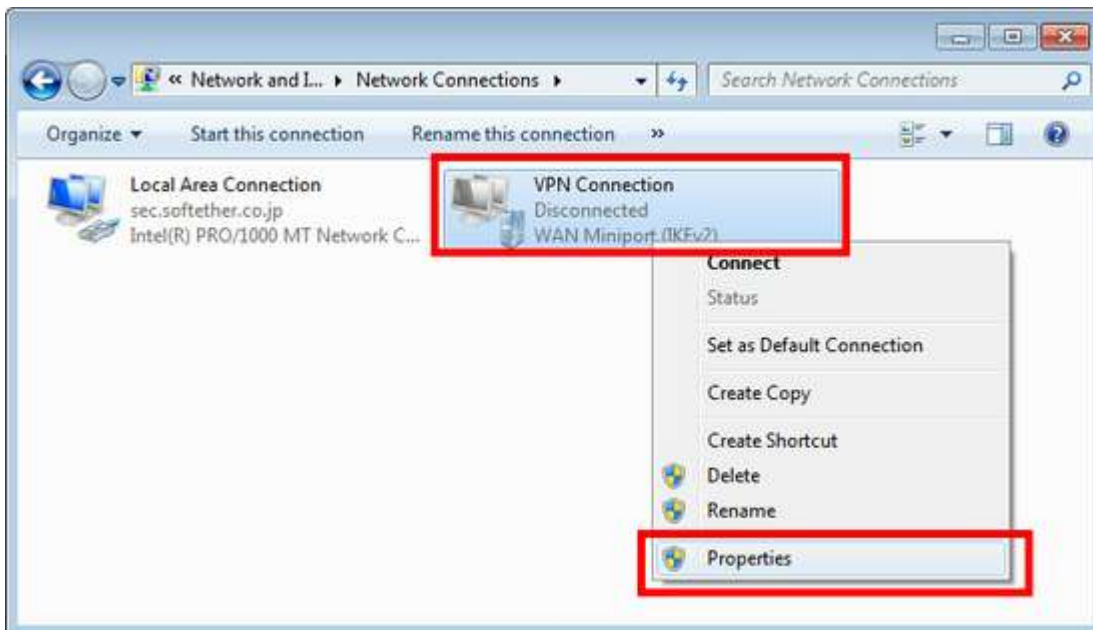 « Network and I... ▸ Network Connections ▸
Search Network Connections
Organize ▾ Start this connection Rename this connection »
Local Area Connection
sec.softether.co.jp
Intel(R) PRO/1000 MT Network C...
VPN Connection
Disconnected
WAN Miniport (IKEv2)
Connect
Status
Set as Default Connection
Create Copy
Create Shortcut
Delete
Rename
Properties